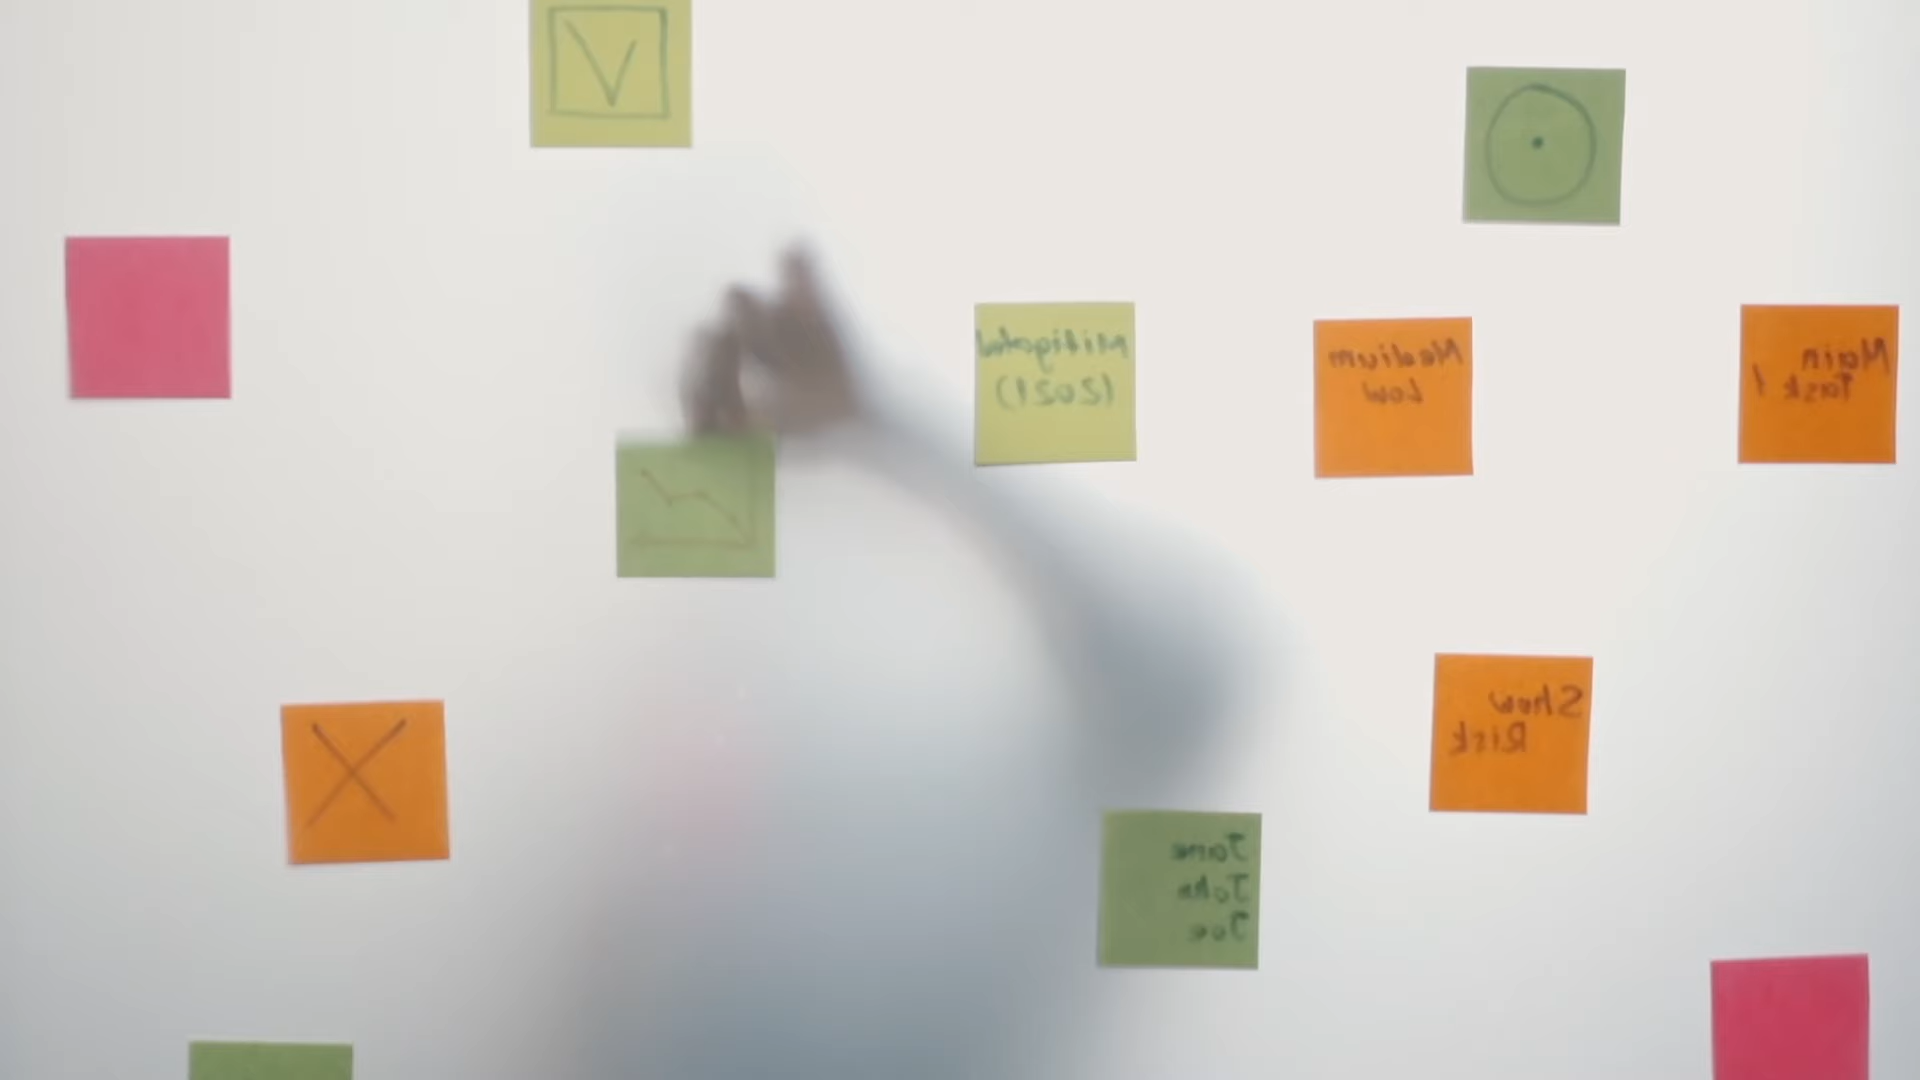 Mitigated
(2021)
Medium
Low
Main
Task 1
Show
Risk
Jane
John
Joe